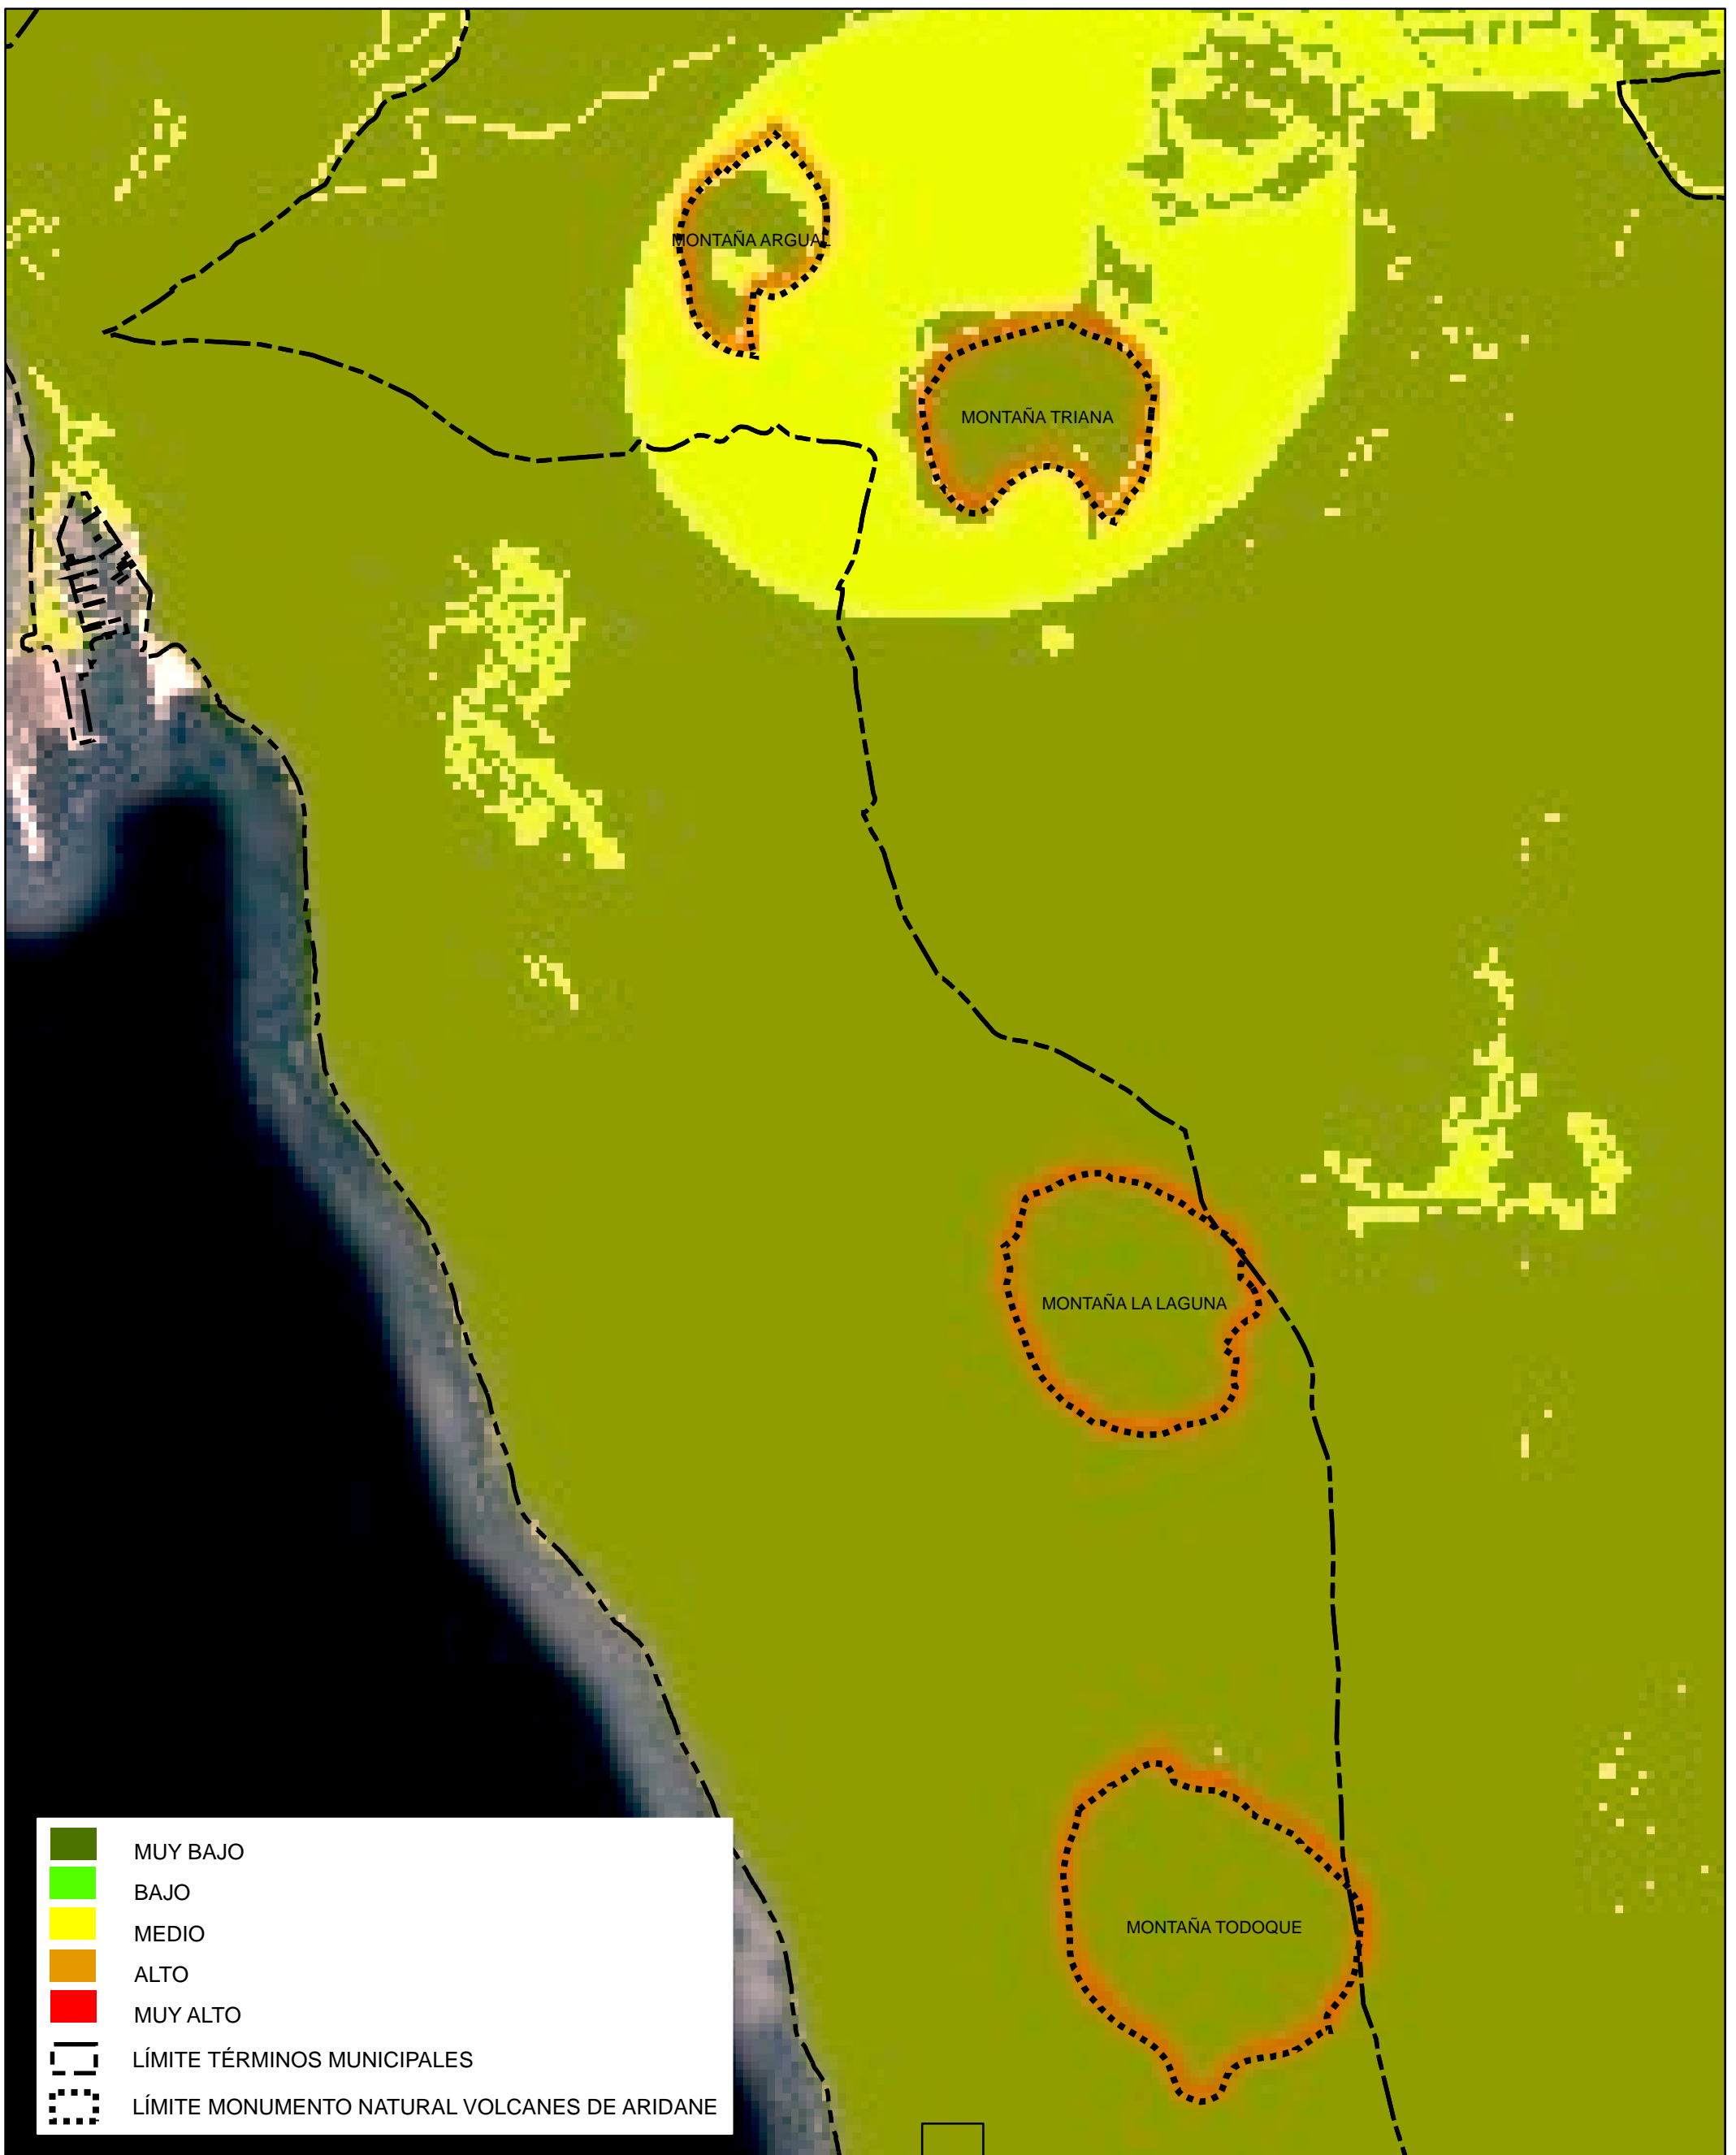 MONTAÑA ARGUAL
MONTAÑA TRIANA
MONTAÑA LA LAGUNA
MONTAÑA TODOQUE
MUY BAJO
BAJO
MEDIO
ALTO
MUY ALTO
LÍMITE TÉRMINOS MUNICIPALES
LÍMITE MONUMENTO NATURAL VOLCANES DE ARIDANE